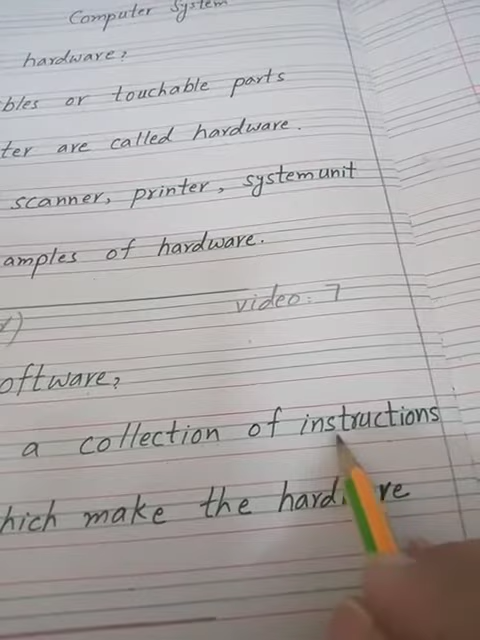 Computer System
hardware?
bles or touchable parts
ter are called hardware.
scanner, printer, system unit
amples of hardware.
video: 7
oftware?
a collection of instructions
hich make the hard re